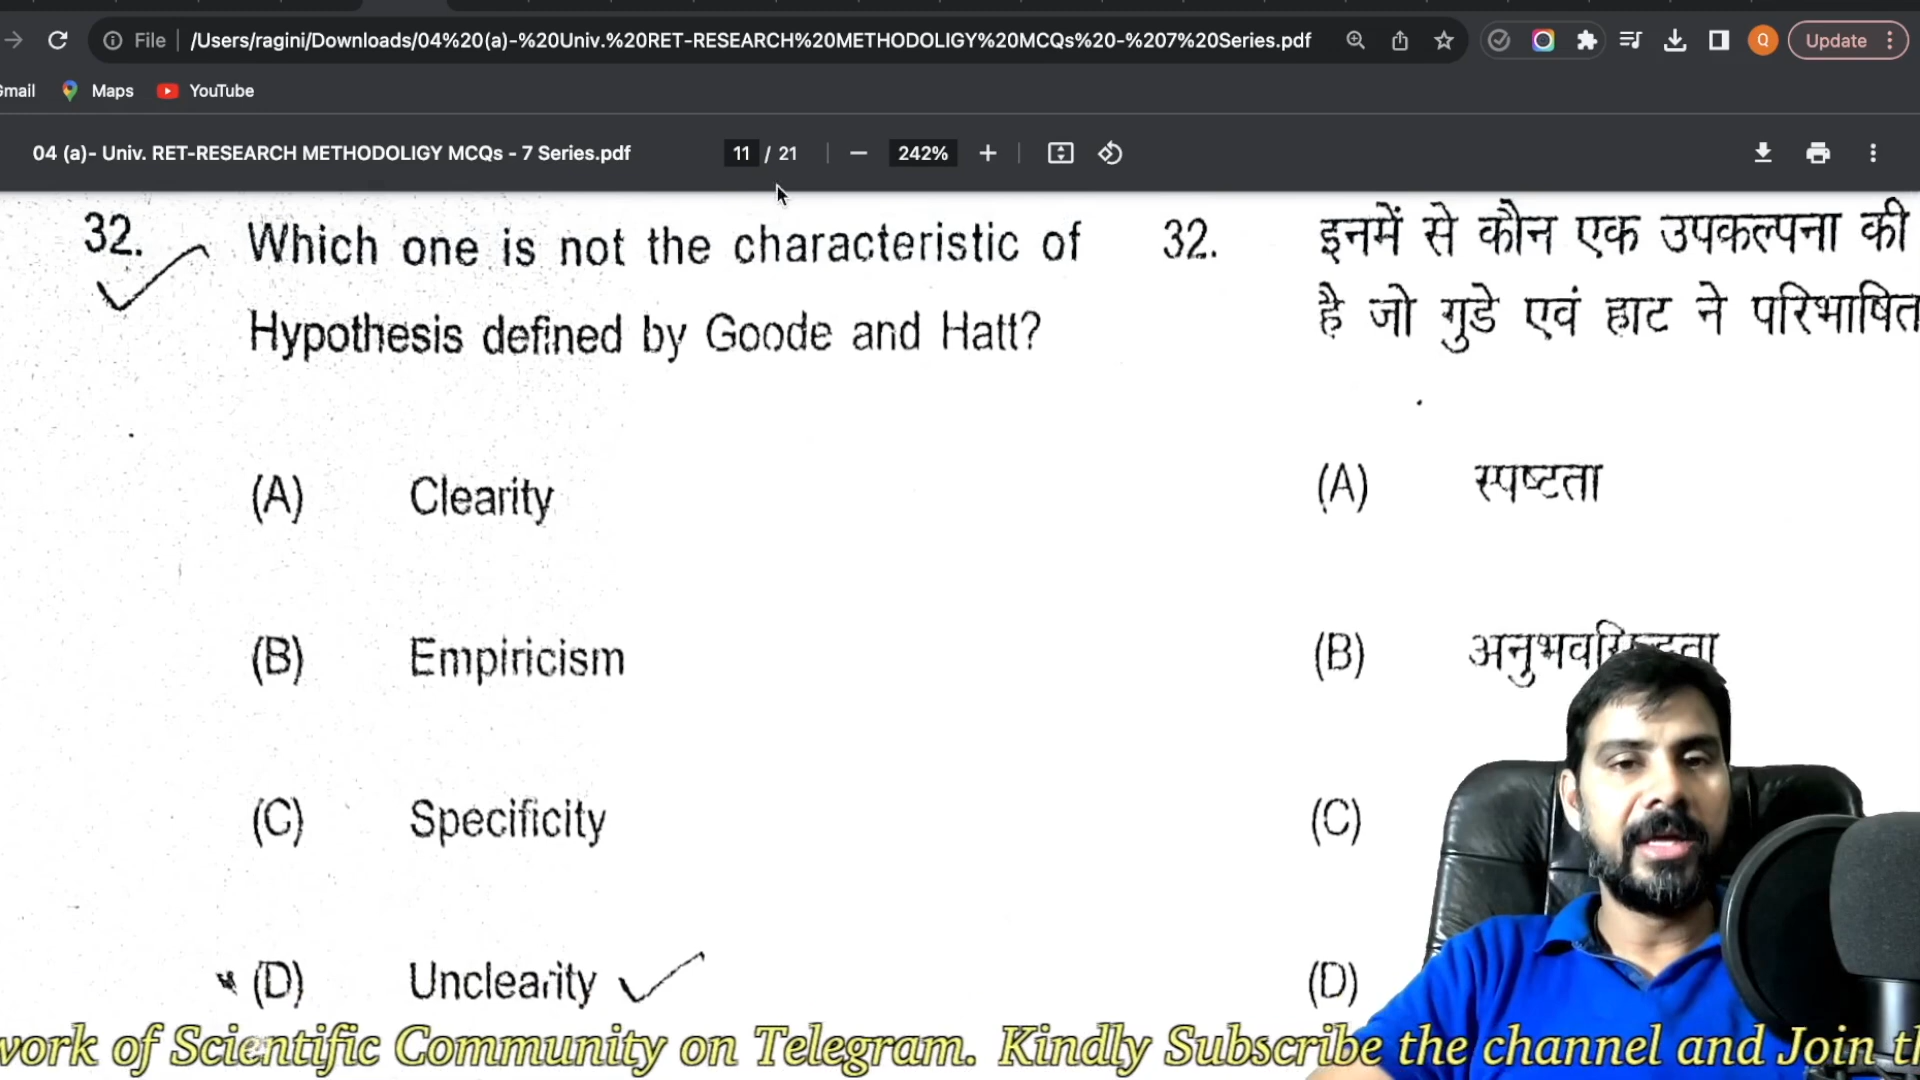 File /Users/ragini/Downloads/04%20(a)-%20Univ.%20RET-RESEARCH%20METHODOLIGY%20MCQs%20-%207%20Series.pdf Q Update
Gmail Maps YouTube
04 (a)- Univ. RET-RESEARCH METHODOLIGY MCQs - 7 Series.pdf 11 / 21 242%
32. Which one is not the characteristic of
Hypothesis defined by Goode and Hatt?
(A) Clearity
(B) Empiricism
(C) Specificity
(D) Unclearity
32. इनमें से कौन एक उपकल्पना की
है जो गुडे एवं हाट ने परिभाषित
(A) स्पष्टता
(B)
(C)
(D)
work of Scientific Community on Telegram. Kindly Subscribe the channel and Join